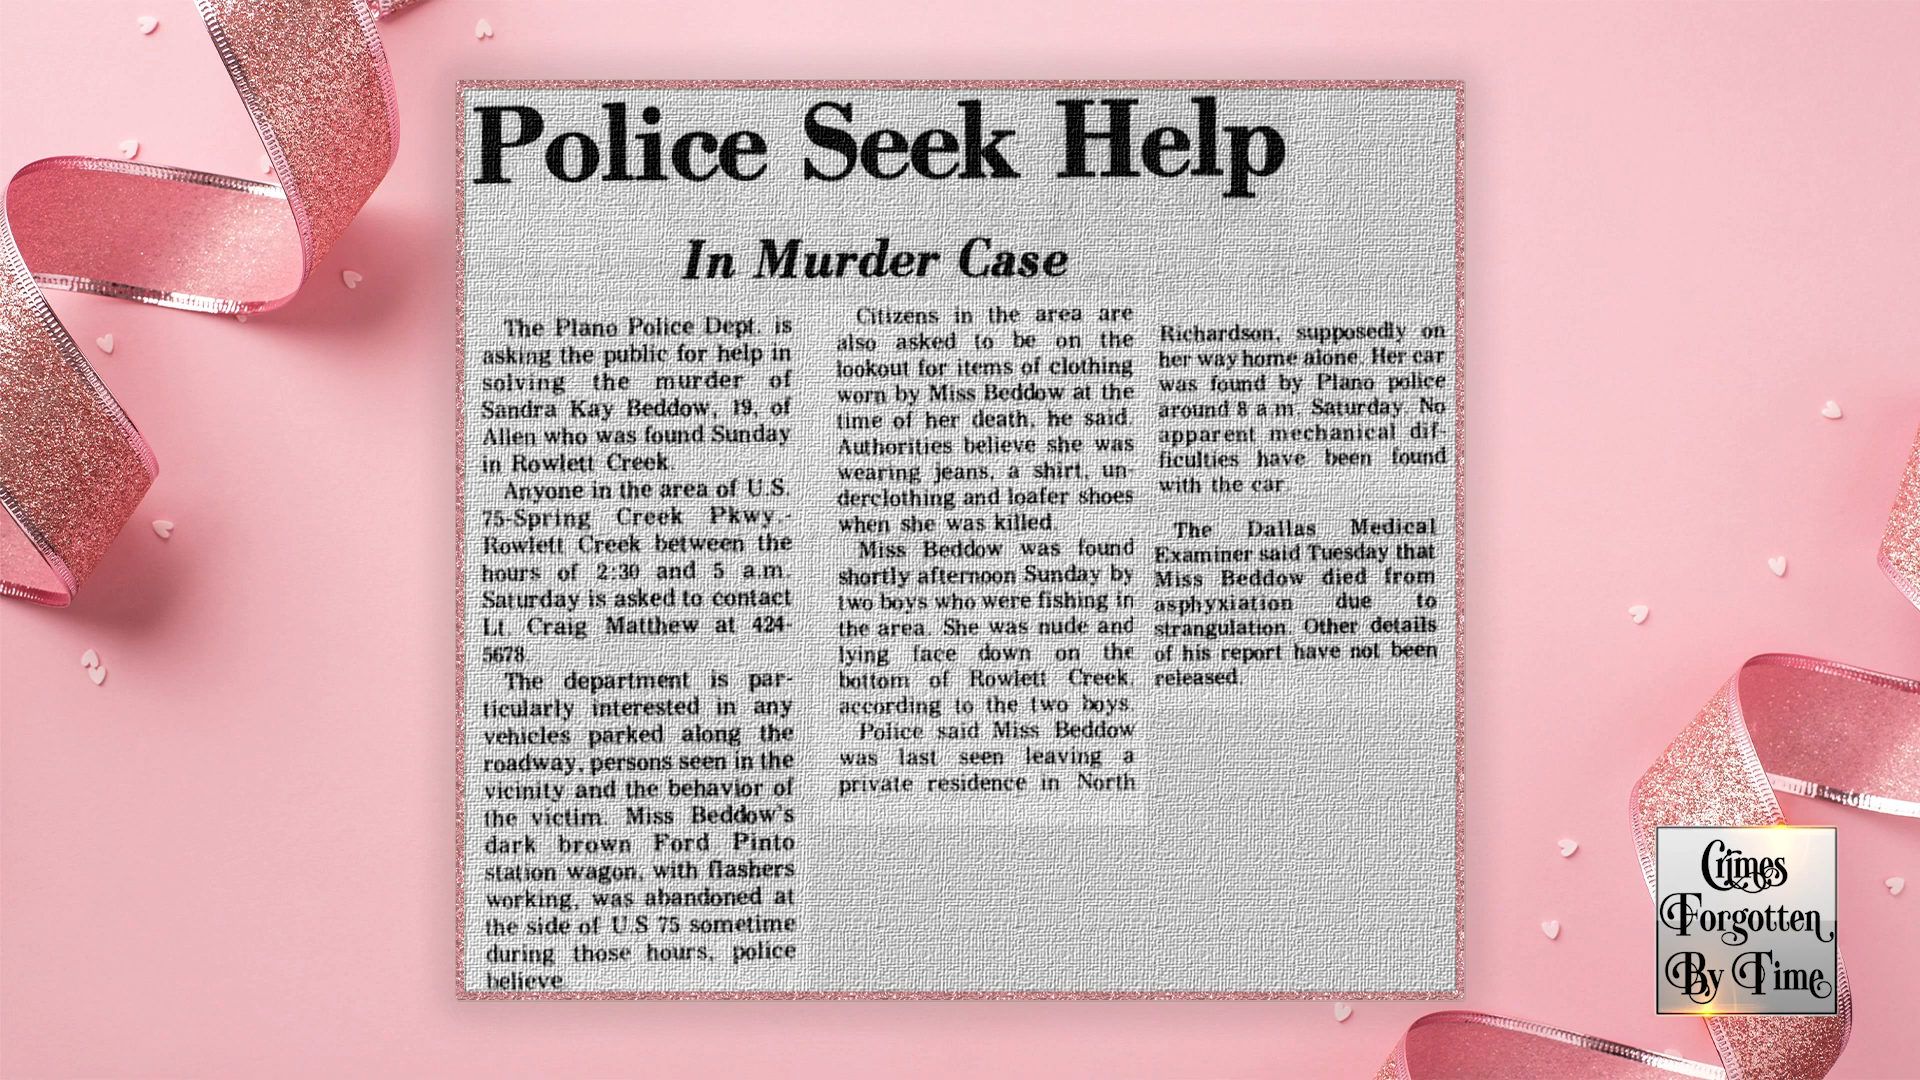 Police Seek Help
In Murder Case
The Plano Police Dept. is
asking the public for help in
solving the murder of
Sandra Kay Beddow, 19, of
Allen who was found Sunday
in Rowlett Creek.
Anyone in the area of U.S.
75-Spring Creek Pkwy.-
Rowlett Creek between the
hours of 2:30 and 5 a.m.
Saturday is asked to contact
Lt. Craig Matthew at 424-
5678.
The department is par-
ticularly interested in any
vehicles parked along the
roadway, persons seen in the
vicinity and the behavior of
the victim. Miss Beddow's
dark brown Ford Pinto
station wagon, with flashers
working, was abandoned at
the side of U.S 75 sometime
during those hours, police
believe
Citizens in the area are
also asked to be on the
lookout for items of clothing
worn by Miss Beddow at the
time of her death, he said.
Authorities believe she was
wearing jeans, a shirt, un-
derclothing and loafer shoes
when she was killed.
Miss Beddow was found
shortly afternoon Sunday by
two boys who were fishing in
the area. She was nude and
lying face down on the
bottom of Rowlett Creek,
according to the two boys.
Police said Miss Beddow
was last seen leaving a
private residence in North
Richardson, supposedly on
her way home alone. Her car
was found by Plano police
around 8 a.m. Saturday. No
apparent mechanical dif-
ficulties have been found
with the car
The Dallas Medical
Examiner said Tuesday that
Miss Beddow died from
asphyxiation due to
strangulation. Other details
of his report have not been
released.
Crimes
Forgotten
By Time